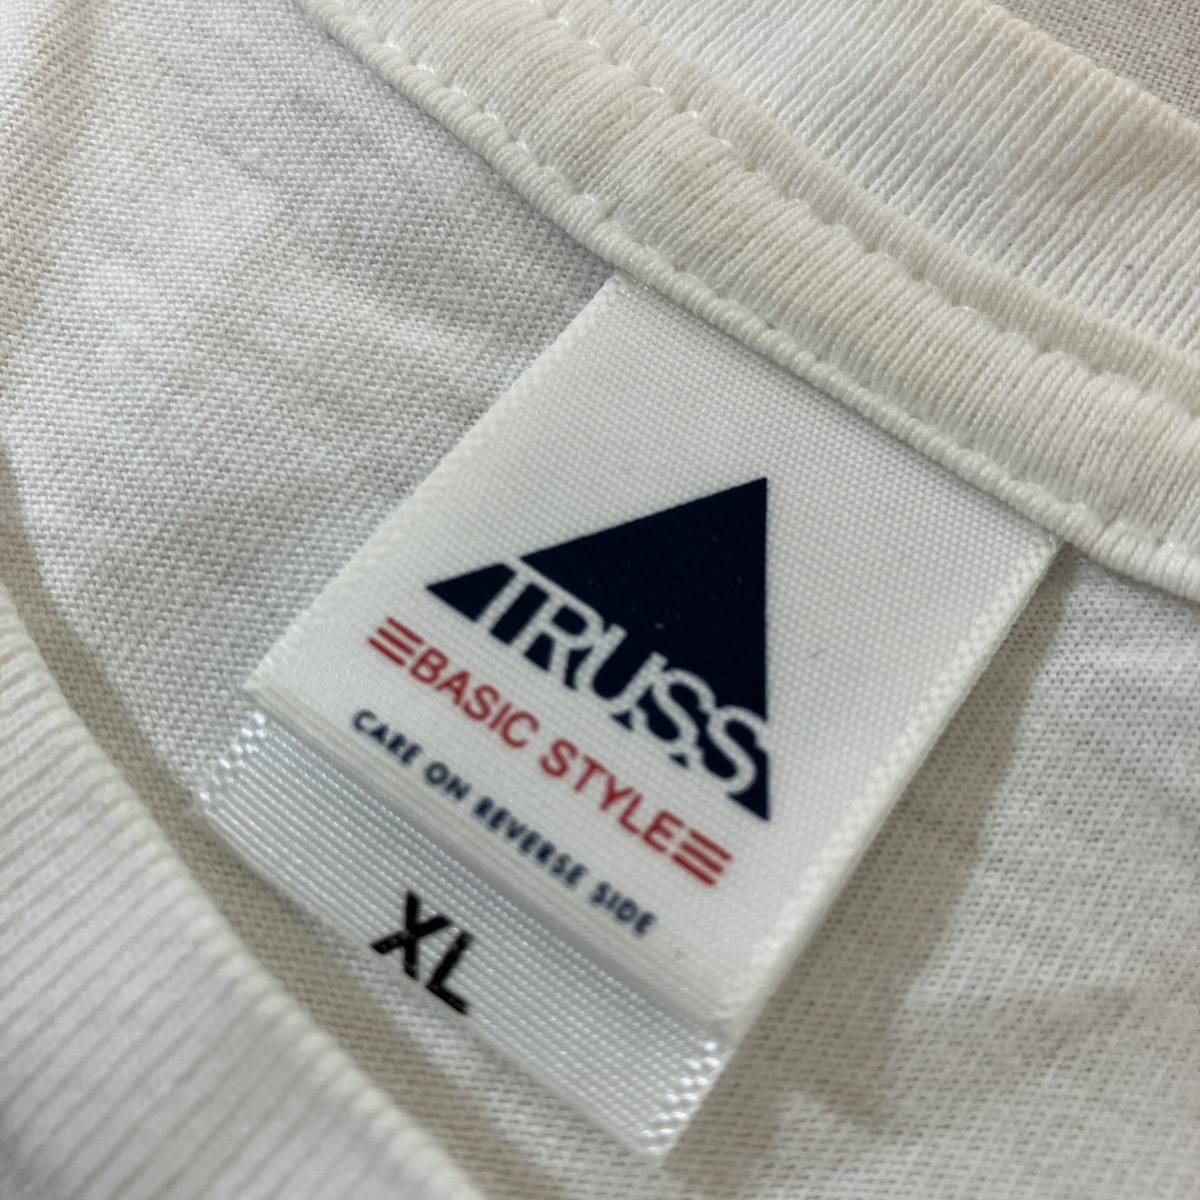 TRUSS
BASIC STYLE
CARE ON REVERSE SIDE
XL